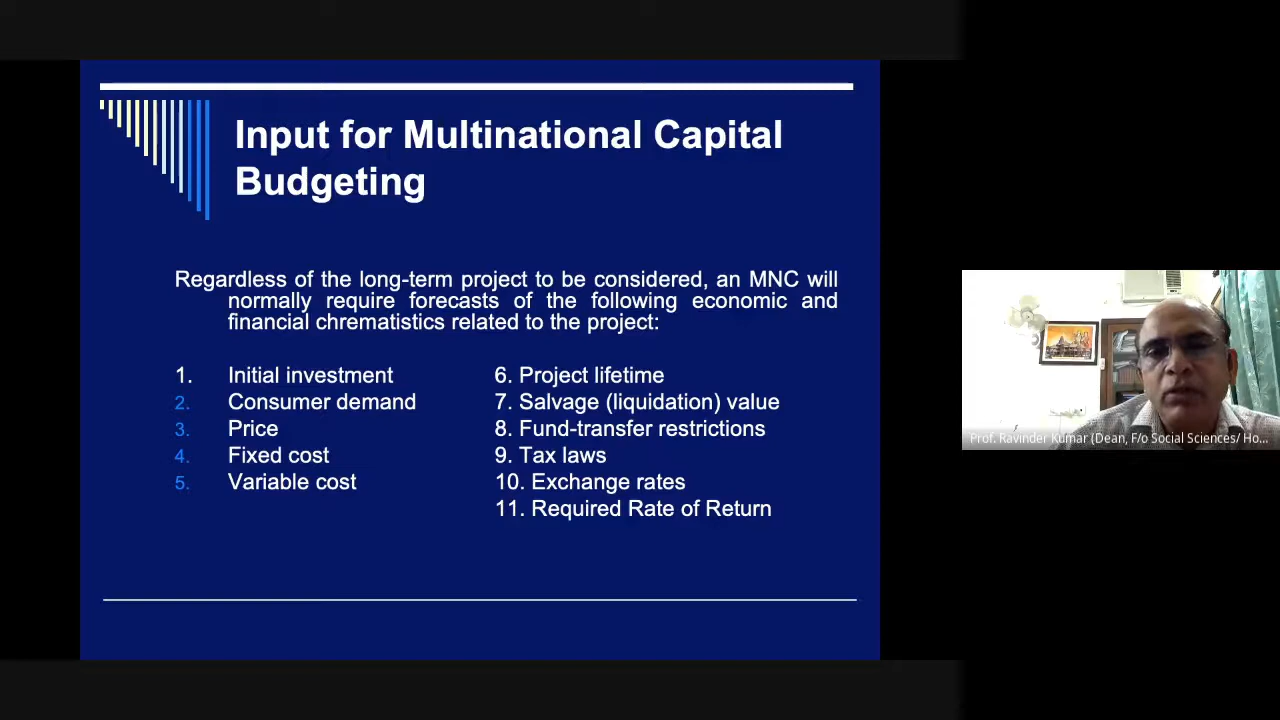 Input for Multinational Capital
Budgeting
Regardless of the long-term project to be considered, an MNC will
normally require forecasts of the following economic and
financial chrematistics related to the project:
1. Initial investment
2. Consumer demand
3. Price
4. Fixed cost
5. Variable cost
6. Project lifetime
7. Salvage (liquidation) value
8. Fund-transfer restrictions
9. Tax laws
10. Exchange rates
11. Required Rate of Return
Prof. Ravinder Kumar (Dean, F/o Social Sciences/ Ho...